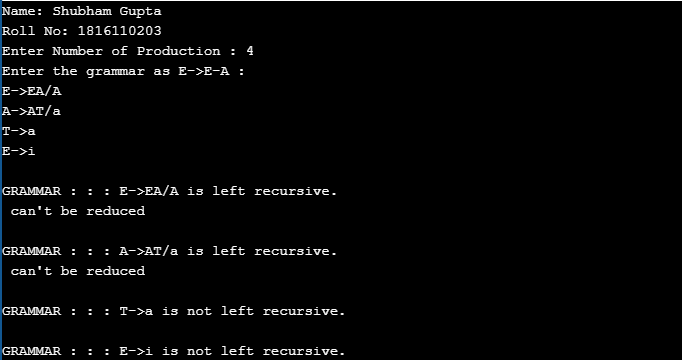 Name: Shubham Gupta
Roll No: 1816110203
Enter Number of Production : 4
Enter the grammar as E->E-A :
E->EA/A
A->AT/a
T->a
E->i
GRAMMAR : : : E->EA/A is left recursive.
can't be reduced
GRAMMAR : : : A->AT/a is left recursive.
can't be reduced
GRAMMAR : : : T->a is not left recursive.
GRAMMAR : : : E->i is not left recursive.